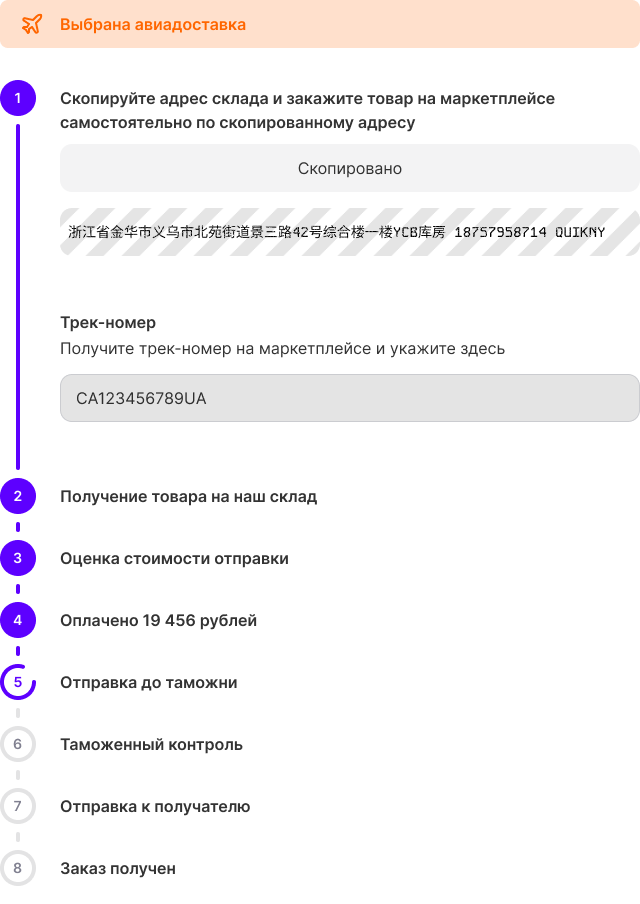 Выбрана авиадоставка
1
Скопируйте адрес склада и закажите товар на маркетплейсе
самостоятельно по скопированному адресу
Скопировано
浙江省金华市义乌市北苑街道景三路42号综合楼一楼YCB库房 18757958714 QUIKNY
Трек-номер
Получите трек-номер на маркетплейсе и укажите здесь
CA123456789UA
2 Получение товара на наш склад
3 Оценка стоимости отправки
4 Оплачено 19 456 рублей
5 Отправка до таможни
6 Таможенный контроль
7 Отправка к получателю
8 Заказ получен